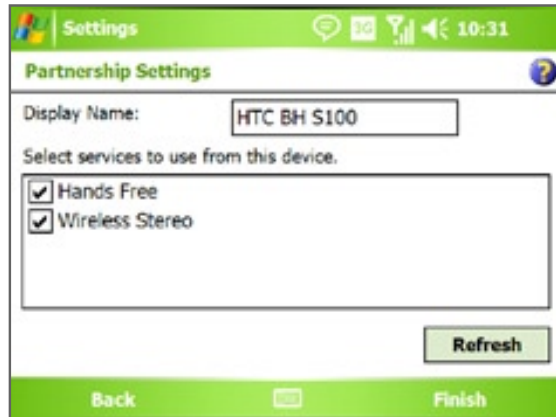 Settings
3G
10:31
Partnership Settings
?
Display Name:
HTC BH S100
Select services to use from this device.
Hands Free
Wireless Stereo
Refresh
Back
Finish